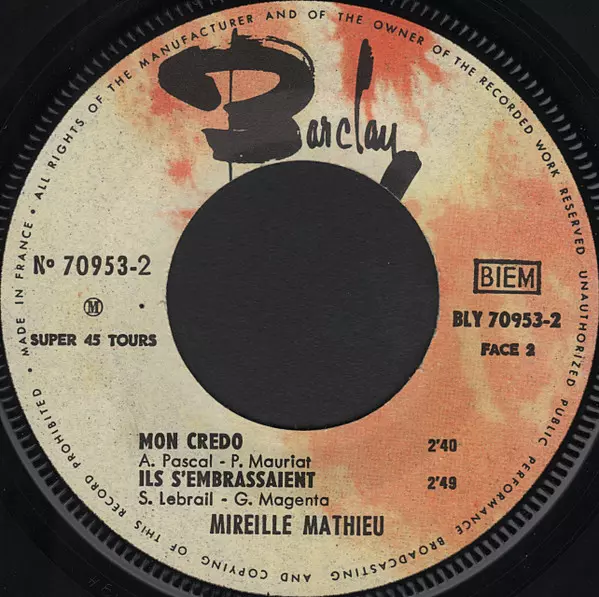 Barclay
MADE IN FRANCE • ALL RIGHTS OF THE MANUFACTURER AND OF THE OWNER OF THE RECORDED WORK RESERVED UNAUTHORIZED PUBLIC PERFORMANCE BROADCASTING AND COPYING OF THIS RECORD PROHIBITED •
Nº 70953-2
M
SUPER 45 TOURS
BIEM
BLY 70953-2
FACE 2
MON CREDO 2'40
A. Pascal - P. Mauriat
ILS S'EMBRASSAIENT 2'49
S. Lebrail - G. Magenta
MIREILLE MATHIEU